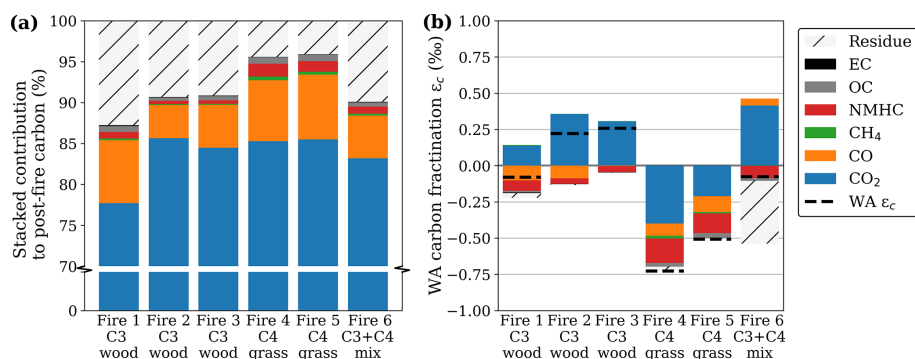 (a)
Stacked contribution
to post-fire carbon (%)
100
95
90
85
80
75
70
0
Fire 1
C3
wood
Fire 2
C3
wood
Fire 3
C3
wood
Fire 4
C4
grass
Fire 5
C4
grass
Fire 6
C3+C4
mix
(b)
WA carbon fractination ε_c (‰)
1.00
0.75
0.50
0.25
0.00
−0.25
−0.50
−0.75
−1.00
Fire 1
C3
wood
Fire 2
C3
wood
Fire 3
C3
wood
Fire 4
C4
grass
Fire 5
C4
grass
Fire 6
C3+C4
mix
Residue
EC
OC
NMHC
CH₄
CO
CO₂
WA ε_c